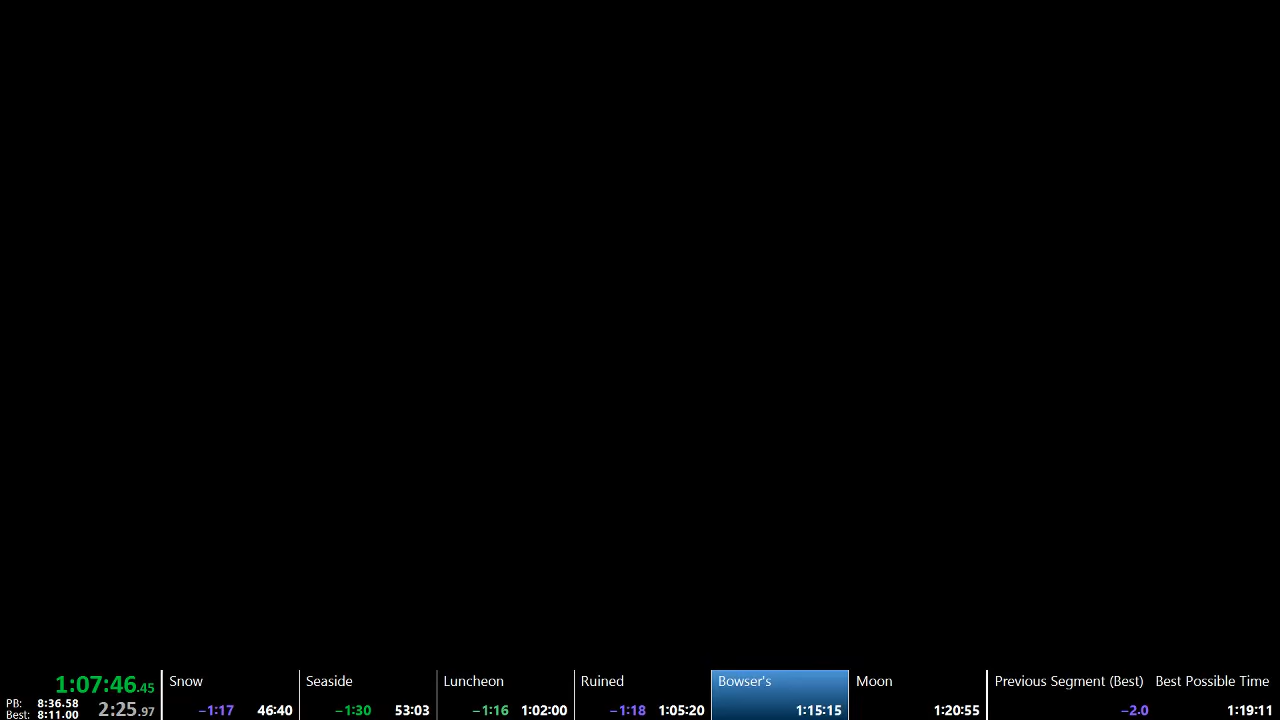 1:07:46.45
PB: 8:36.58
Best: 8:11.00
2:25.97
Snow
−1:17 46:40
Seaside
−1:30 53:03
Luncheon
−1:16 1:02:00
Ruined
−1:18 1:05:20
Bowser's
1:15:15
Moon
1:20:55
Previous Segment (Best)
−2.0
Best Possible Time
1:19:11